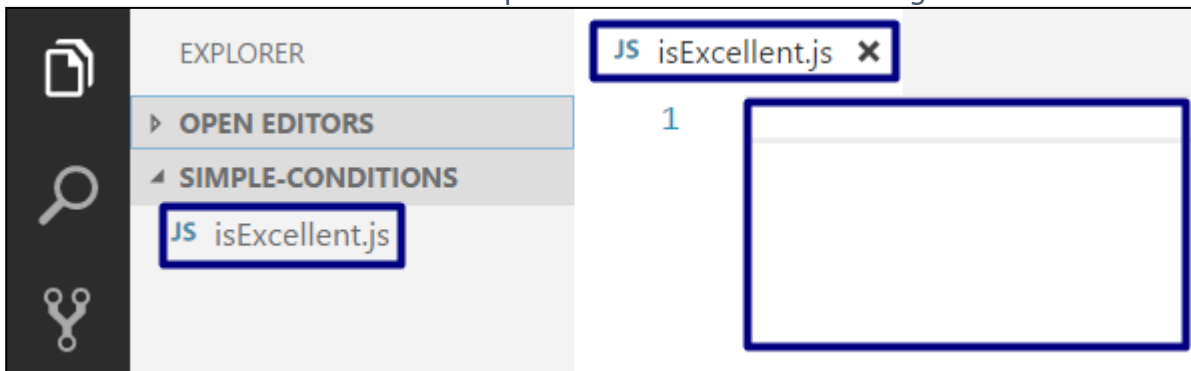 EXPLORER
OPEN EDITORS
SIMPLE-CONDITIONS
JS isExcellent.js
JS isExcellent.js
1